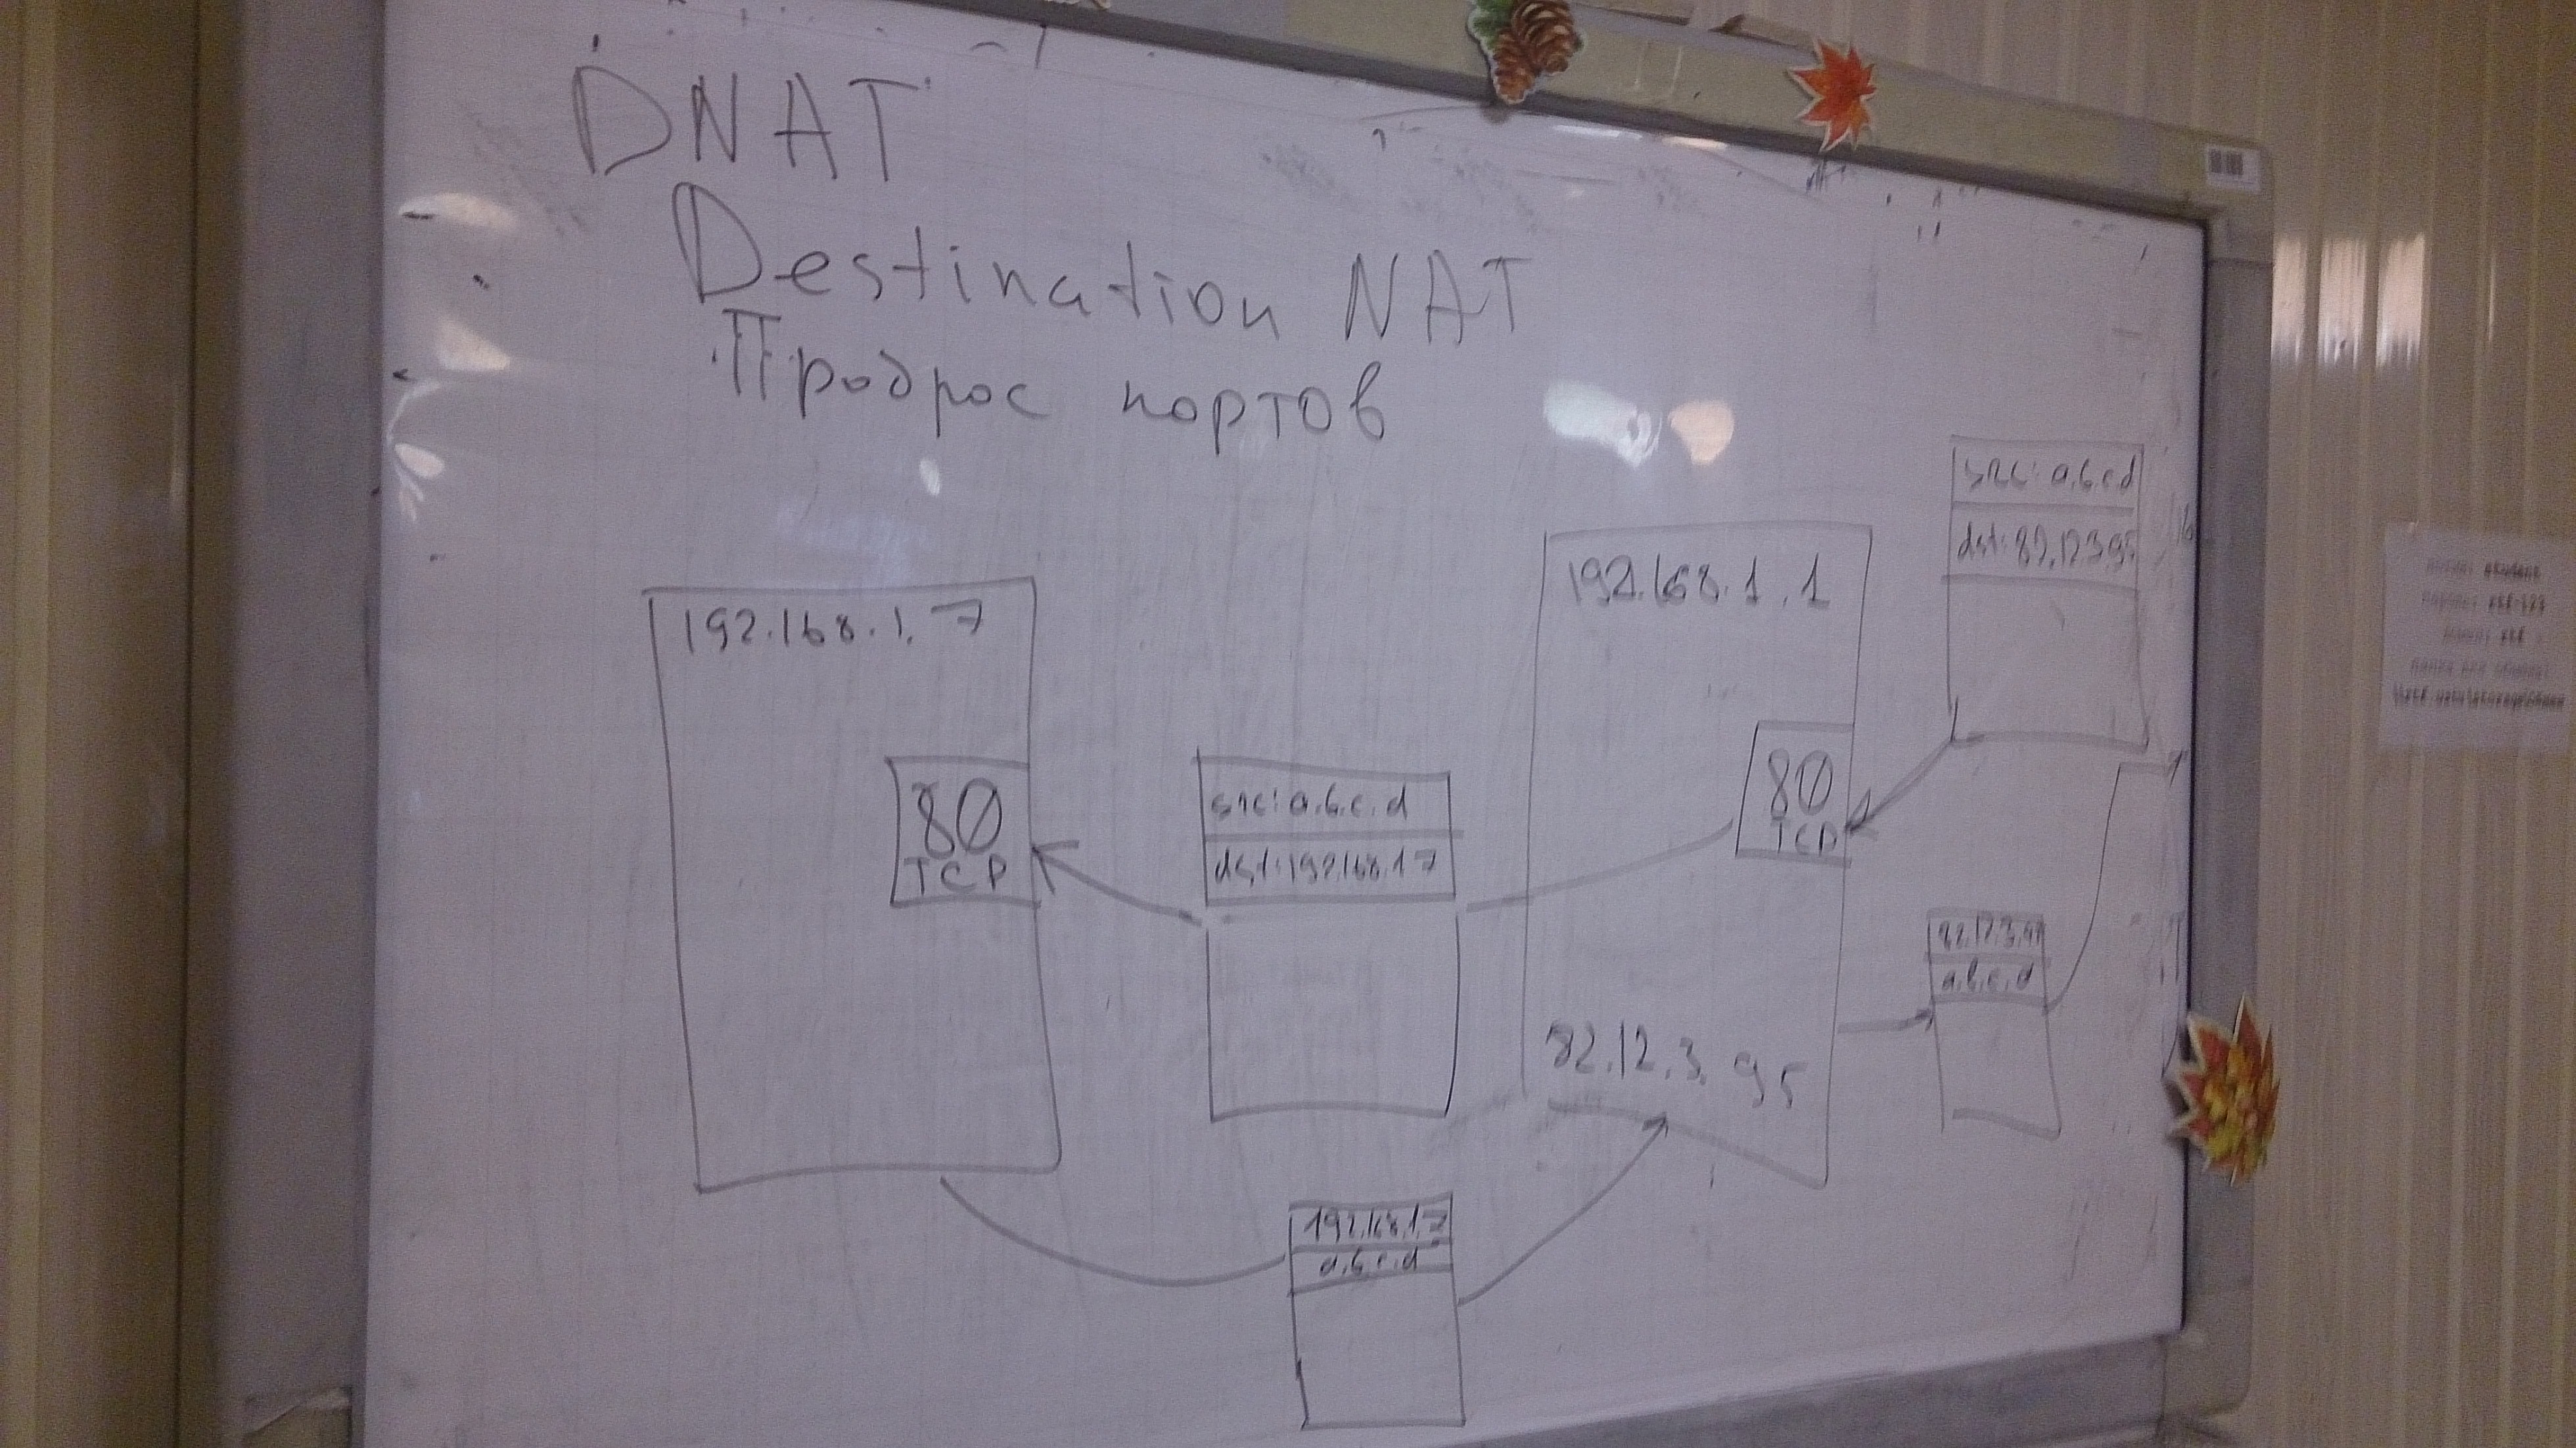 DNAT
Destination NAT
Проброс портов
192.168.1.7
80
TCP
src: a.b.c.d
dst: 192.168.1.7
192.168.1.1
80
TCP
82.12.3.95
src: a.b.c.d
dst: 82.12.3.95
82.12.3.95
a.b.c.d
192.168.1.7
a.b.c.d